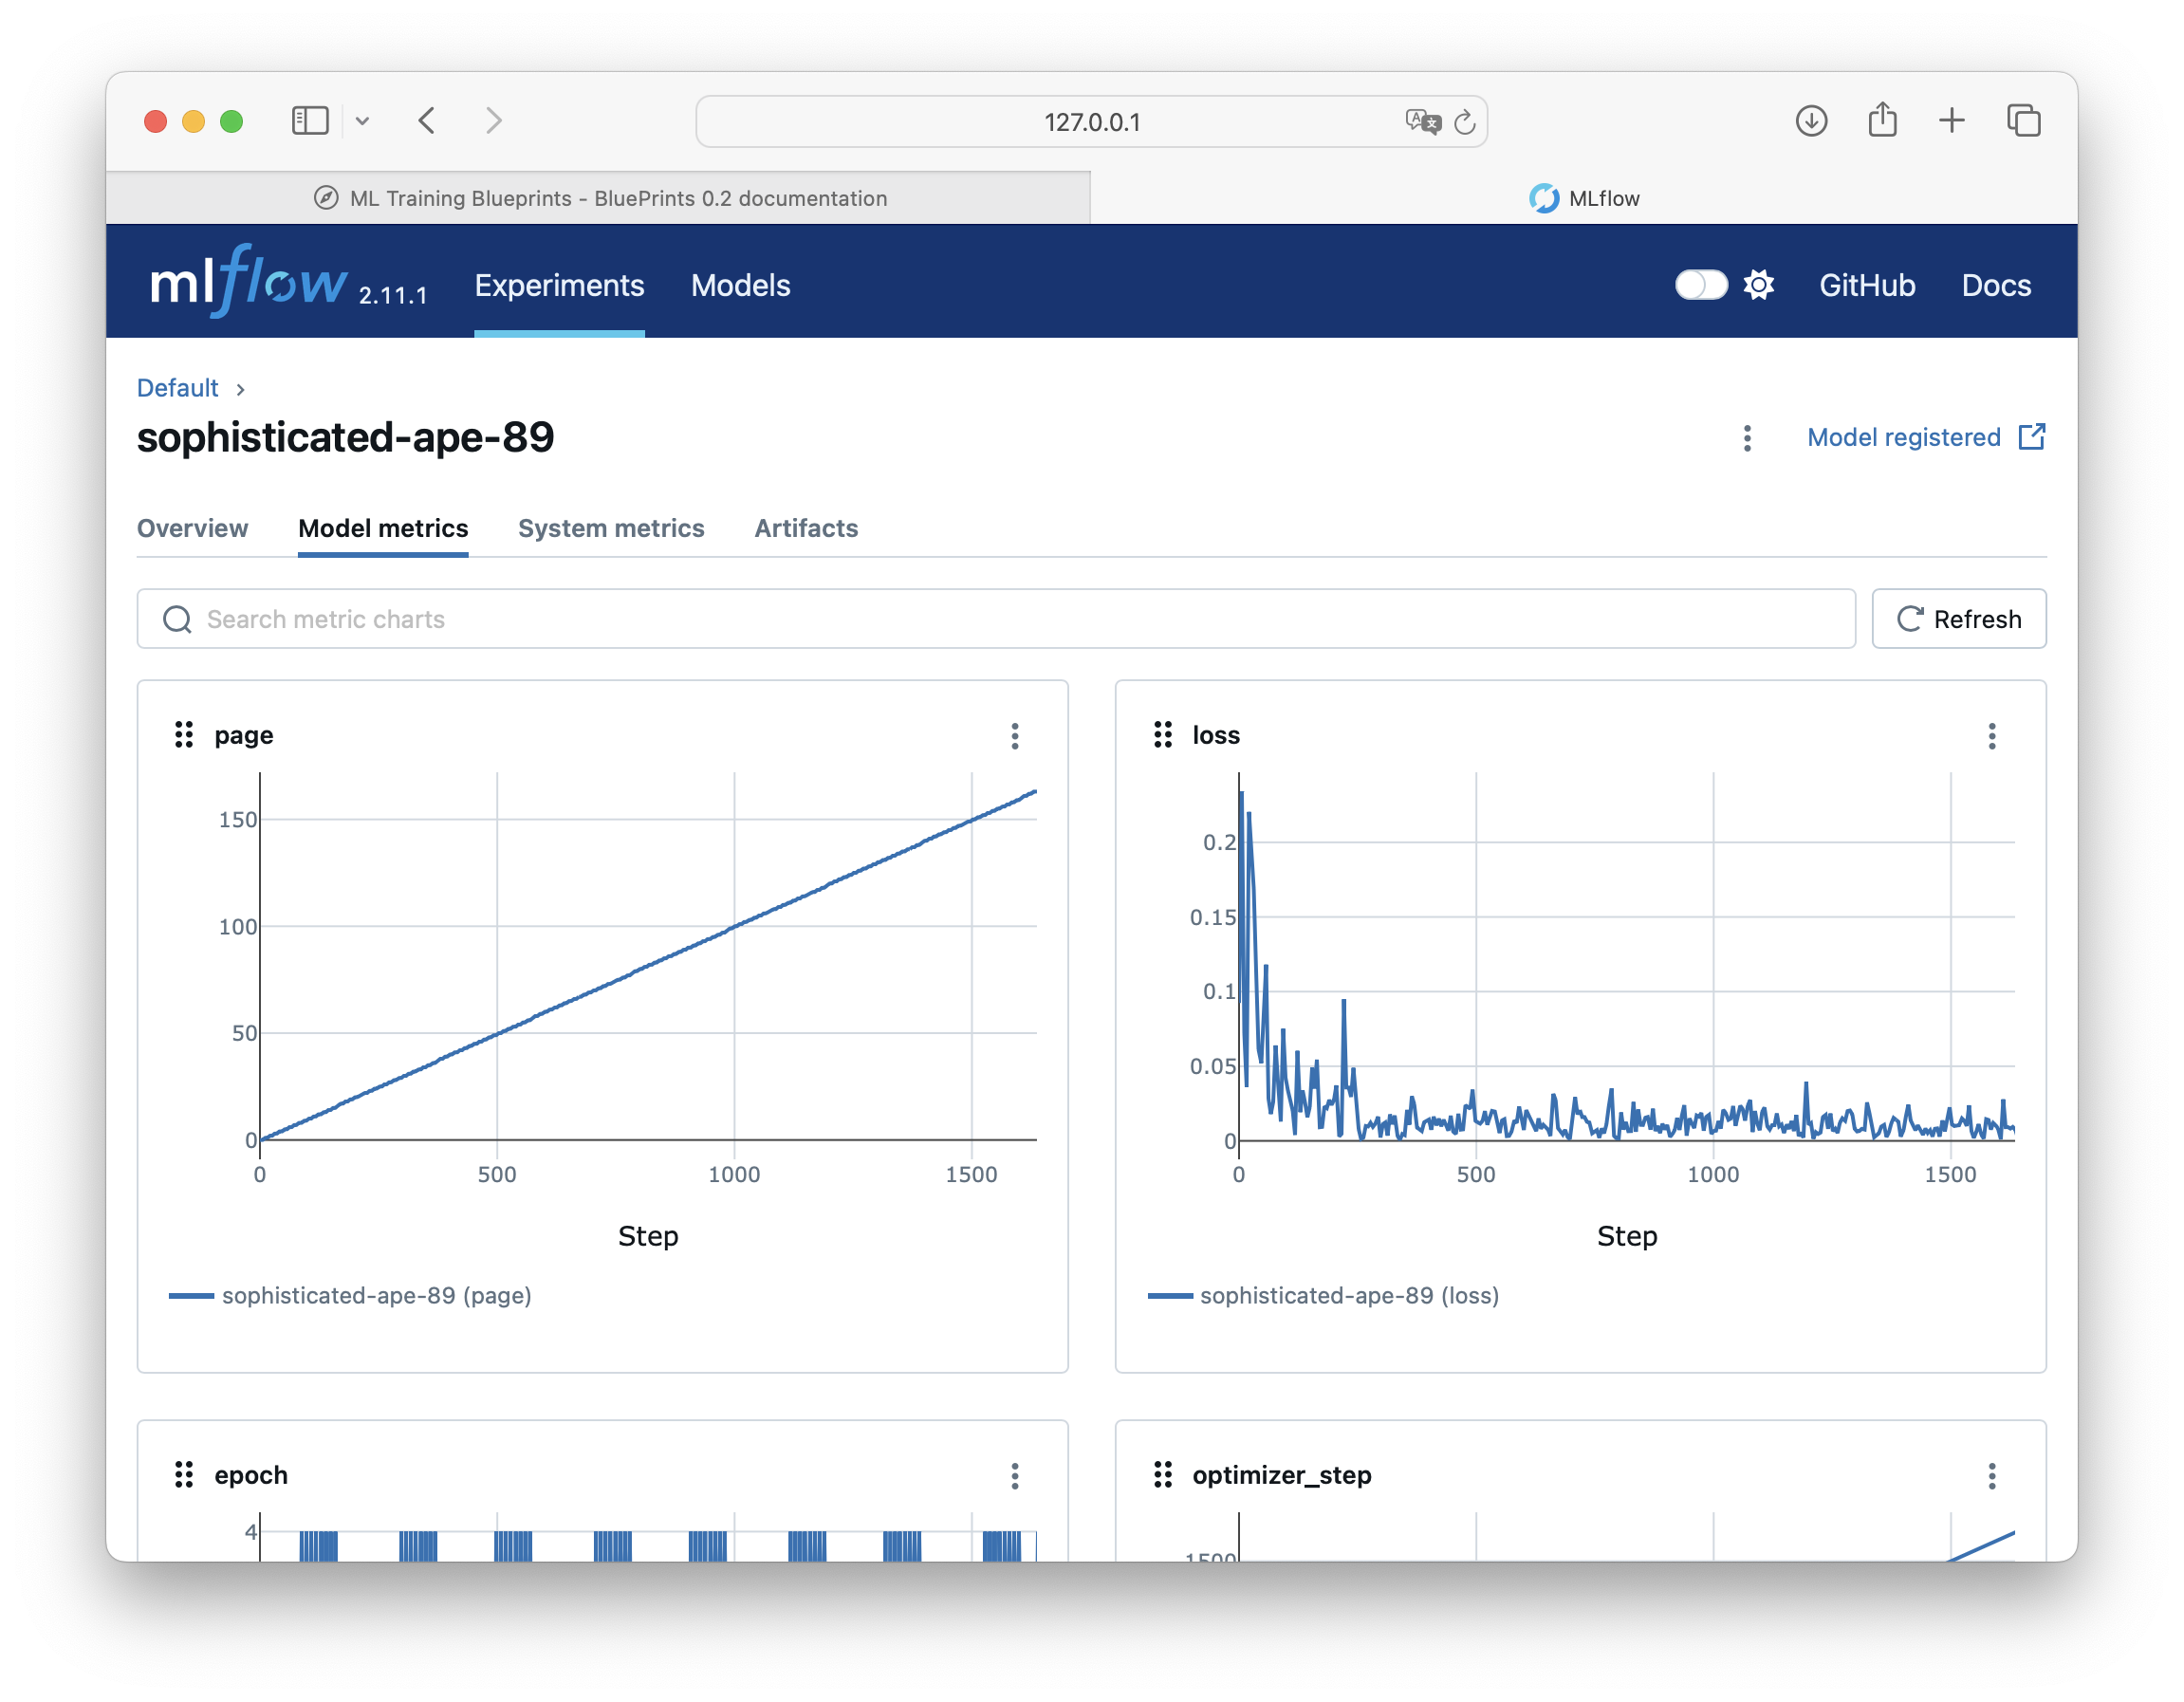 127.0.0.1
ML Training Blueprints - BluePrints 0.2 documentation
MLflow
mlflow 2.11.1 Experiments Models GitHub Docs
Default
sophisticated-ape-89
Model registered
Overview Model metrics System metrics Artifacts
Search metric charts
Refresh
page
150
100
50
0
0 500 1000 1500
Step
sophisticated-ape-89 (page)
loss
0.2
0.15
0.1
0.05
0
0 500 1000 1500
Step
sophisticated-ape-89 (loss)
epoch
4
optimizer_step
1500